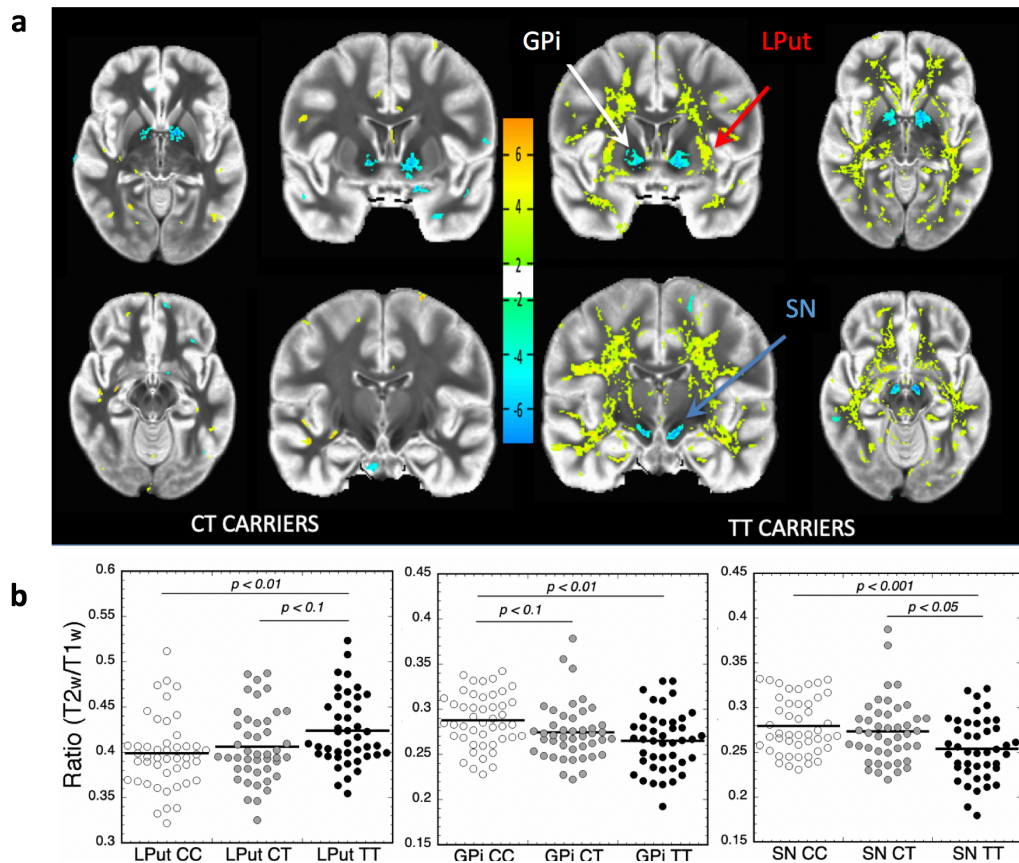 a
GPi
LPut
6
4
2
-2
-4
-6
SN
CT CARRIERS
TT CARRIERS
b
Ratio (T2w/T1w)
0.6
0.55
0.5
0.45
0.4
0.35
0.3
p < 0.01
p < 0.1
LPut CC
LPut CT
LPut TT
0.45
0.4
0.35
0.3
0.25
0.2
0.15
p < 0.01
p < 0.1
GPi CC
GPi CT
GPi TT
0.45
0.4
0.35
0.3
0.25
0.2
0.15
p < 0.001
p < 0.05
SN CC
SN CT
SN TT